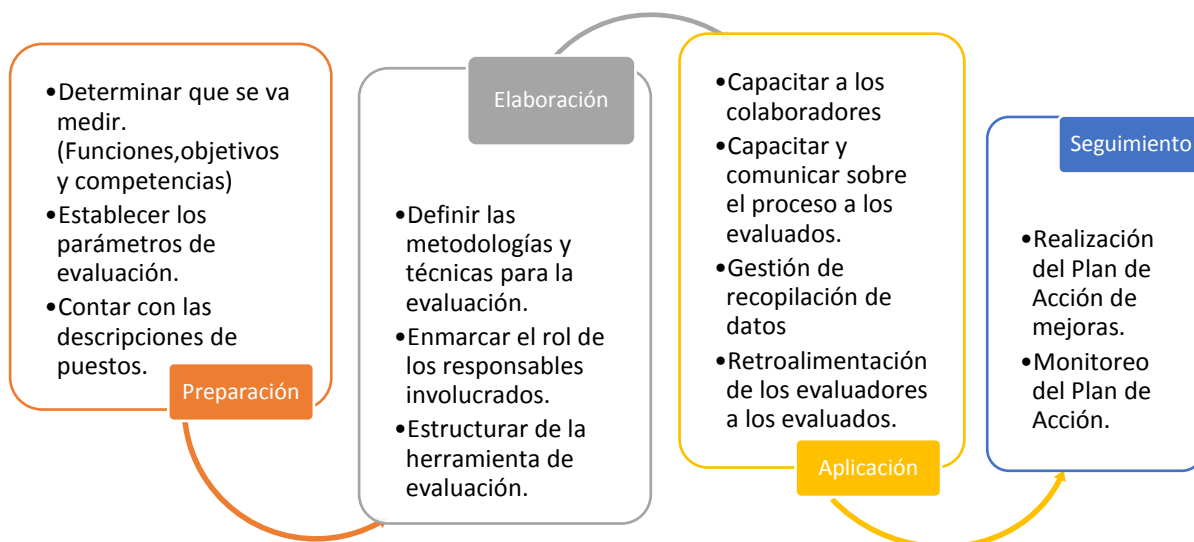 •Determinar que se va
medir.
(Funciones,objetivos
y competencias)
•Establecer los
parámetros de
evaluación.
•Contar con las
descripciones de
puestos.
Preparación
Elaboración
•Definir las
metodologías y
técnicas para la
evaluación.
•Enmarcar el rol de
los responsables
involucrados.
•Estructurar de la
herramienta de
evaluación.
•Capacitar a los
colaboradores
•Capacitar y
comunicar sobre
el proceso a los
evaluados.
•Gestión de
recopilación de
datos
•Retroalimentación
de los evaluadores
a los evaluados.
Aplicación
Seguimiento
•Realización
del Plan de
Acción de
mejoras.
•Monitoreo
del Plan de
Acción.